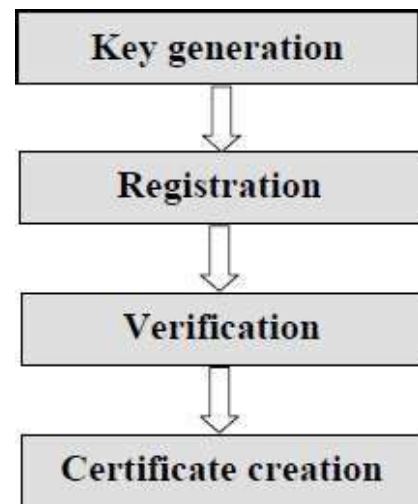 Key generation
Registration
Verification
Certificate creation